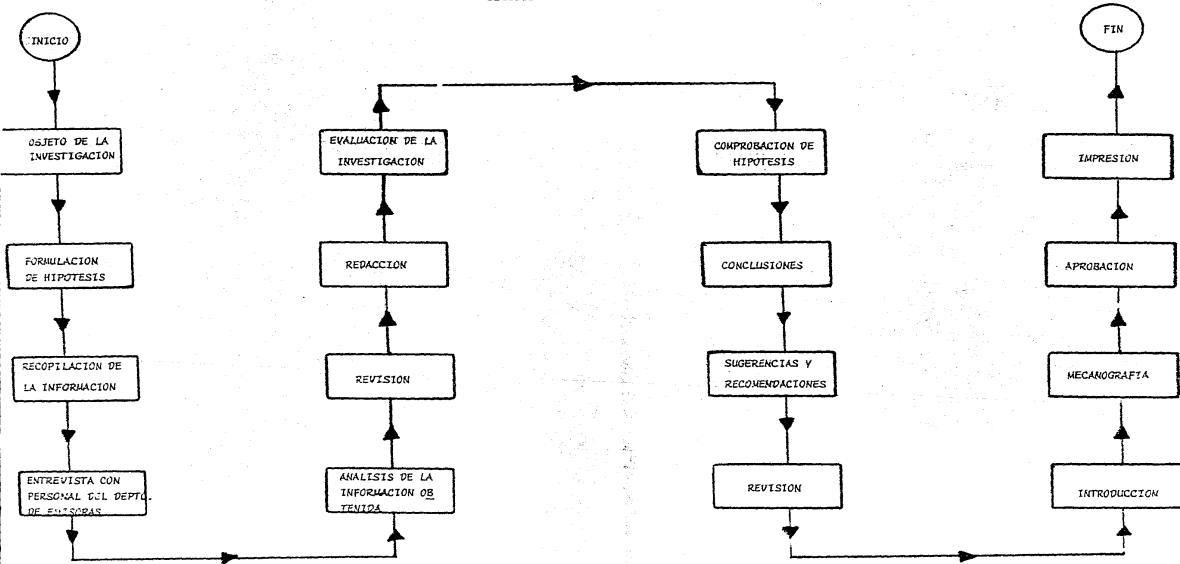 INICIO
OBJETO DE LA
INVESTIGACION
FORMULACION
DE HIPOTESIS
RECOPILACION DE
LA INFORMACION
ENTREVISTA CON
PERSONAL DEL DEPTO.
DE EMISORAS
ANALISIS DE LA
INFORMACION OB
TENIDA
REVISION
REDACCION
EVALUACION DE LA
INVESTIGACION
COMPROBACION DE
HIPOTESIS
CONCLUSIONES
SUGERENCIAS Y
RECOMENDACIONES
REVISION
INTRODUCCION
MECANOGRAFIA
APROBACION
IMPRESION
FIN